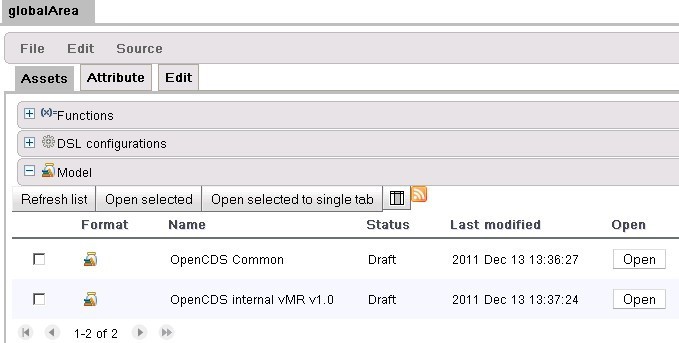 globalArea
File Edit Source
Assets Attribute Edit
(x)=Functions
DSL configurations
Model
Refresh list Open selected Open selected to single tab
Format Name Status Last modified Open
OpenCDS Common Draft 2011 Dec 13 13:36:27 Open
OpenCDS internal vMR v1.0 Draft 2011 Dec 13 13:37:24 Open
1-2 of 2